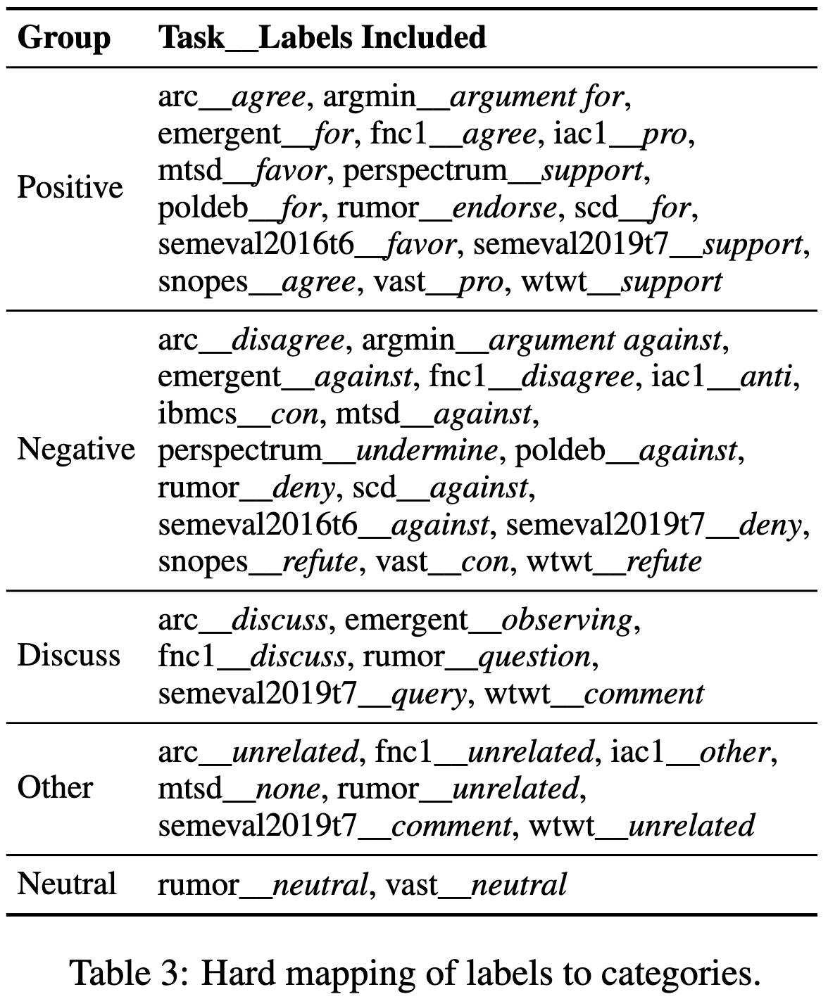 Group Task__Labels Included
arc__agree, argmin__argument for,
emergent__for, fnc1__agree, iac1__pro,
mtsd__favor, perspectrum__support,
Positive
poldeb__for, rumor__endorse, scd__for,
semeval2016t6__favor, semeval2019t7__support,
snopes__agree, vast__pro, wtwt__support
arc__disagree, argmin__argument against,
emergent__against, fnc1__disagree, iac1__anti,
ibmcs__con, mtsd__against,
Negative perspectrum__undermine, poldeb__against,
rumor__deny, scd__against,
semeval2016t6__against, semeval2019t7__deny,
snopes__refute, vast__con, wtwt__refute
arc__discuss, emergent__observing,
Discuss fnc1__discuss, rumor__question,
semeval2019t7__query, wtwt__comment
arc__unrelated, fnc1__unrelated, iac1__other,
Other mtsd__none, rumor__unrelated,
semeval2019t7__comment, wtwt__unrelated
Neutral rumor__neutral, vast__neutral
Table 3: Hard mapping of labels to categories.